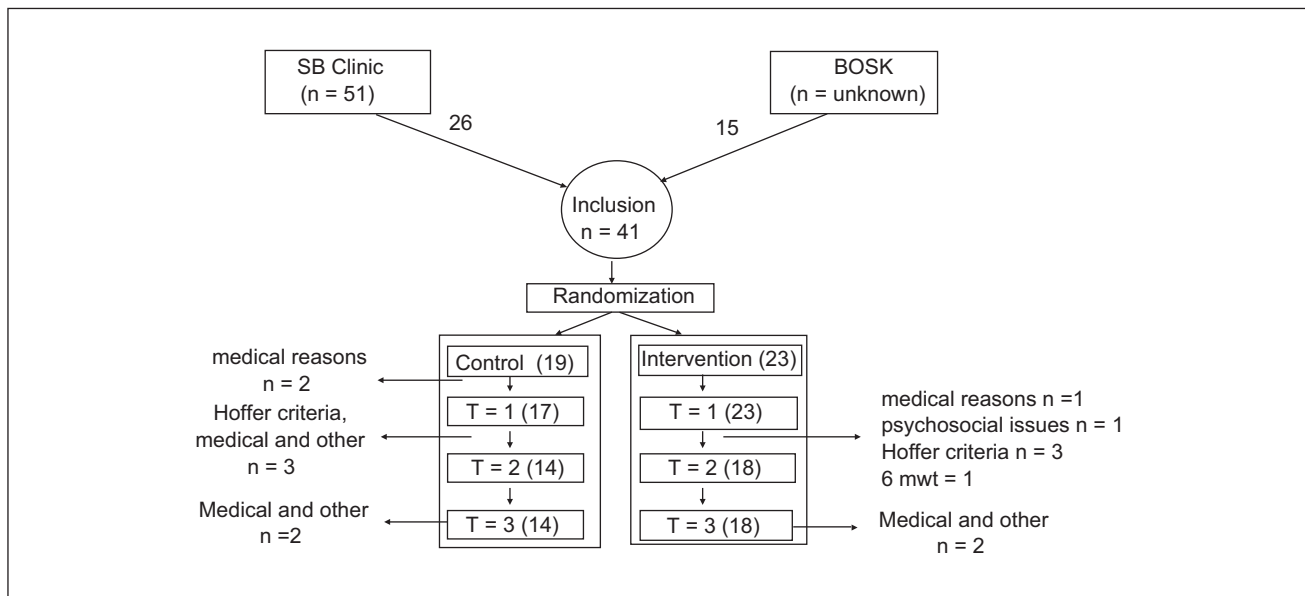 SB Clinic
(n = 51)
BOSK
(n = unknown)
26
15
Inclusion
n = 41
Randomization
Control (19)
Intervention (23)
medical reasons
n = 2
T = 1 (17)
T = 1 (23)
Hoffer criteria,
medical and other
n = 3
medical reasons n =1
psychosocial issues n = 1
Hoffer criteria n = 3
6 mwt = 1
T = 2 (14)
T = 2 (18)
Medical and other
n =2
T = 3 (14)
T = 3 (18)
Medical and other
n = 2